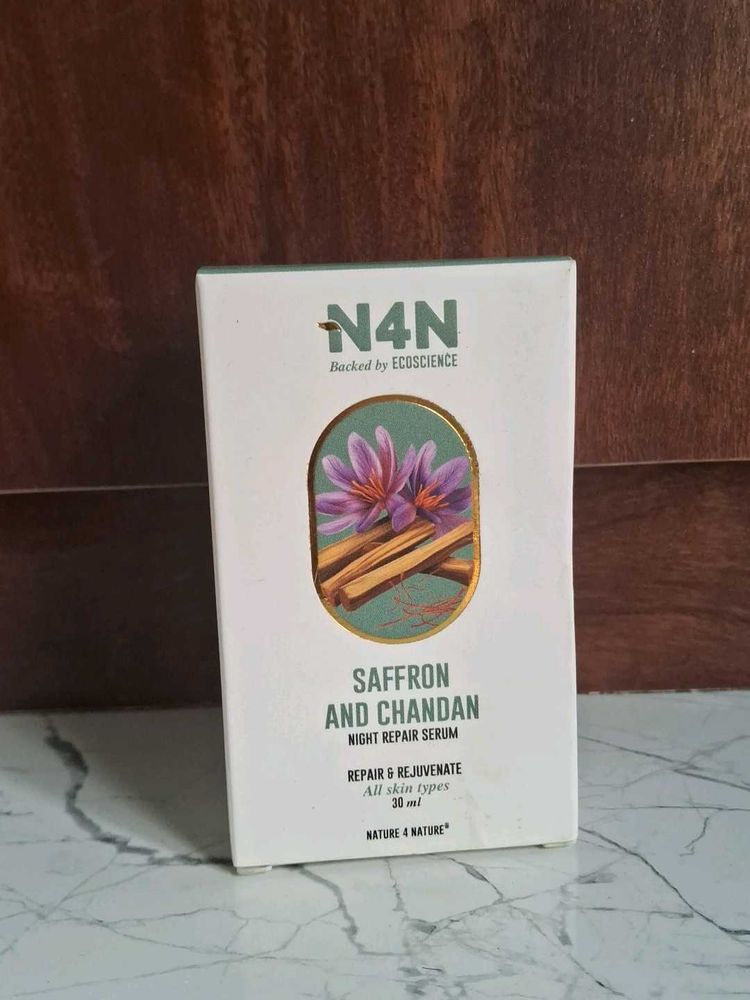 N4N
Backed by ECOSCIENCE
SAFFRON
AND CHANDAN
NIGHT REPAIR SERUM
REPAIR & REJUVENATE
All skin types
30 ml
NATURE 4 NATURE®